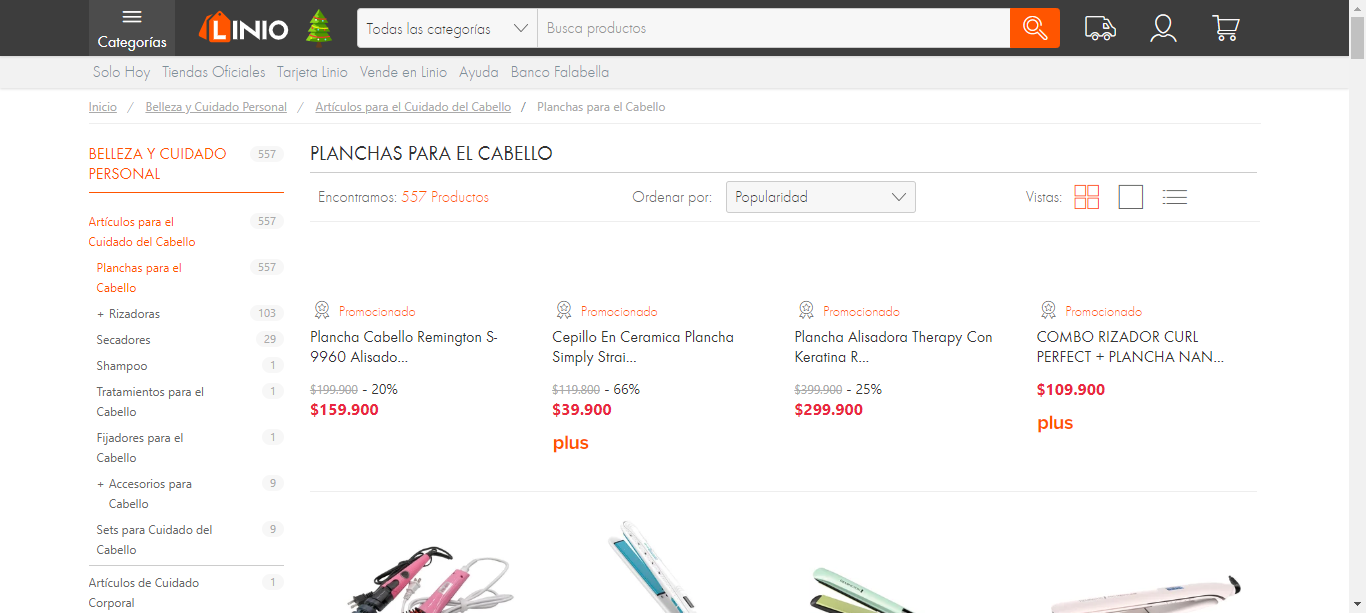 Categorías
LINIO
Todas las categorías
Busca productos
Solo Hoy Tiendas Oficiales Tarjeta Linio Vende en Linio Ayuda Banco Falabella
Inicio / Belleza y Cuidado Personal / Artículos para el Cuidado del Cabello / Planchas para el Cabello
BELLEZA Y CUIDADO 557
PERSONAL
Artículos para el 557
Cuidado del Cabello
Planchas para el 557
Cabello
+ Rizadoras 103
Secadores 29
Shampoo 1
Tratamientos para el 1
Cabello
Fijadores para el 1
Cabello
+ Accesorios para 9
Cabello
Sets para Cuidado del 9
Cabello
Artículos de Cuidado 1
Corporal
PLANCHAS PARA EL CABELLO
Encontramos: 557 Productos
Ordenar por: Popularidad
Vistas:
Promocionado
Plancha Cabello Remington S-
9960 Alisado...
$199.900 - 20%
$159.900
Promocionado
Cepillo En Ceramica Plancha
Simply Strai...
$119.800 - 66%
$39.900
plus
Promocionado
Plancha Alisadora Therapy Con
Keratina R...
$399.900 - 25%
$299.900
Promocionado
COMBO RIZADOR CURL
PERFECT + PLANCHA NAN...
$109.900
plus